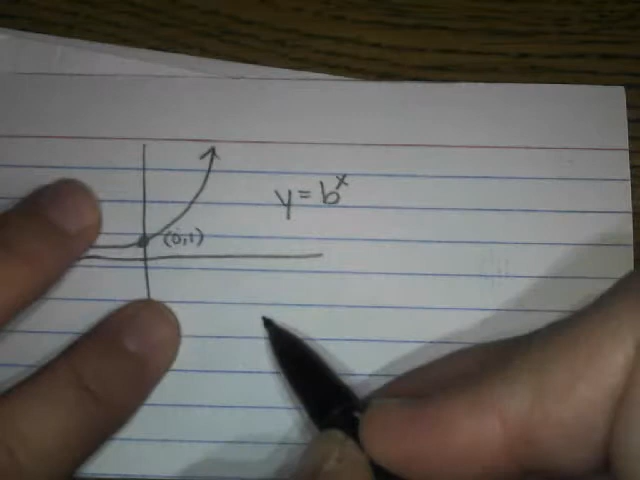 y = b^x
(0,1)